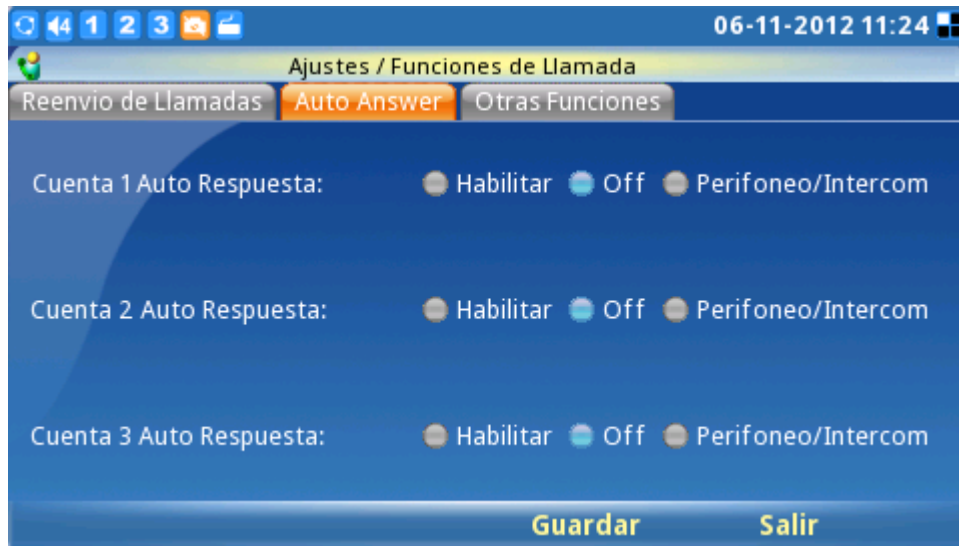 4 1 2 3 06-11-2012 11:24
Ajustes / Funciones de Llamada
Reenvio de Llamadas Auto Answer Otras Funciones
Cuenta 1 Auto Respuesta: Habilitar Off Perifoneo/Intercom
Cuenta 2 Auto Respuesta: Habilitar Off Perifoneo/Intercom
Cuenta 3 Auto Respuesta: Habilitar Off Perifoneo/Intercom
Guardar Salir